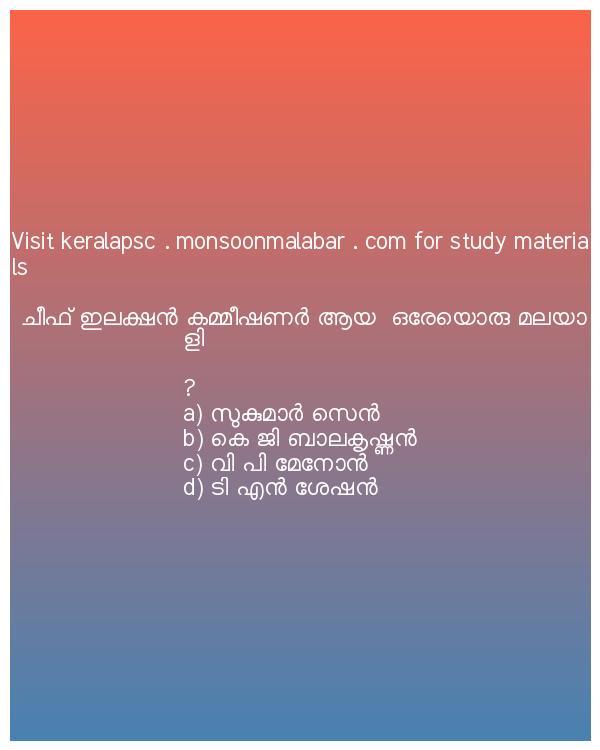 Visit keralapsc . monsoonmalabar . com for study materia
ls
ചീഫ് ഇലക്ഷൻ കമ്മീഷണർ ആയ ഒരേയൊരു മലയാ
ളി
?
a) സുകുമാർ സെൻ
b) കെ ജി ബാലകൃഷ്ണൻ
c) വി പി മേനോൻ
d) ടി എൻ ശേഷൻ